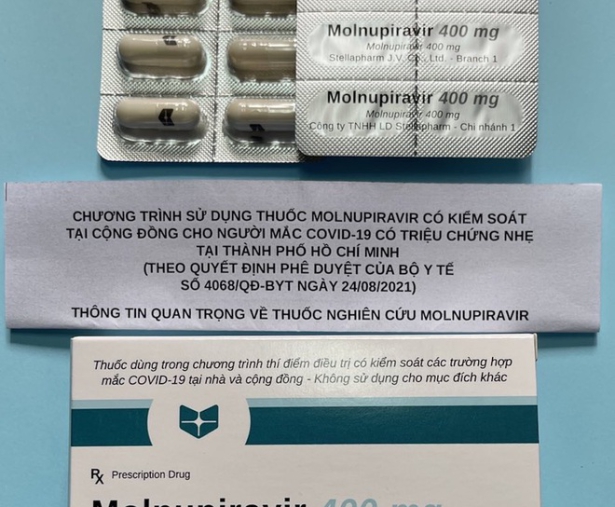 Molnupiravir 400 mg
Molnupiravir 400 mg
Stellapharm J.V. Co., Ltd. - Branch 1
Molnupiravir 400 mg
Molnupiravir 400 mg
Công ty TNHH LD Stellapharm - Chi nhánh 1
CHƯƠNG TRÌNH SỬ DỤNG THUỐC MOLNUPIRAVIR CÓ KIỂM SOÁT
TẠI CỘNG ĐỒNG CHO NGƯỜI MẮC COVID-19 CÓ TRIỆU CHỨNG NHẸ
TẠI THÀNH PHỐ HỒ CHÍ MINH
(THEO QUYẾT ĐỊNH PHÊ DUYỆT CỦA BỘ Y TẾ
SỐ 4068/QĐ-BYT NGÀY 24/08/2021)
THÔNG TIN QUAN TRỌNG VỀ THUỐC NGHIÊN CỨU MOLNUPIRAVIR
Thuốc dùng trong chương trình thí điểm điều trị có kiểm soát các trường hợp
mắc COVID-19 tại nhà và cộng đồng - Không sử dụng cho mục đích khác
Rx Prescription Drug
Molnupiravir 400 mg